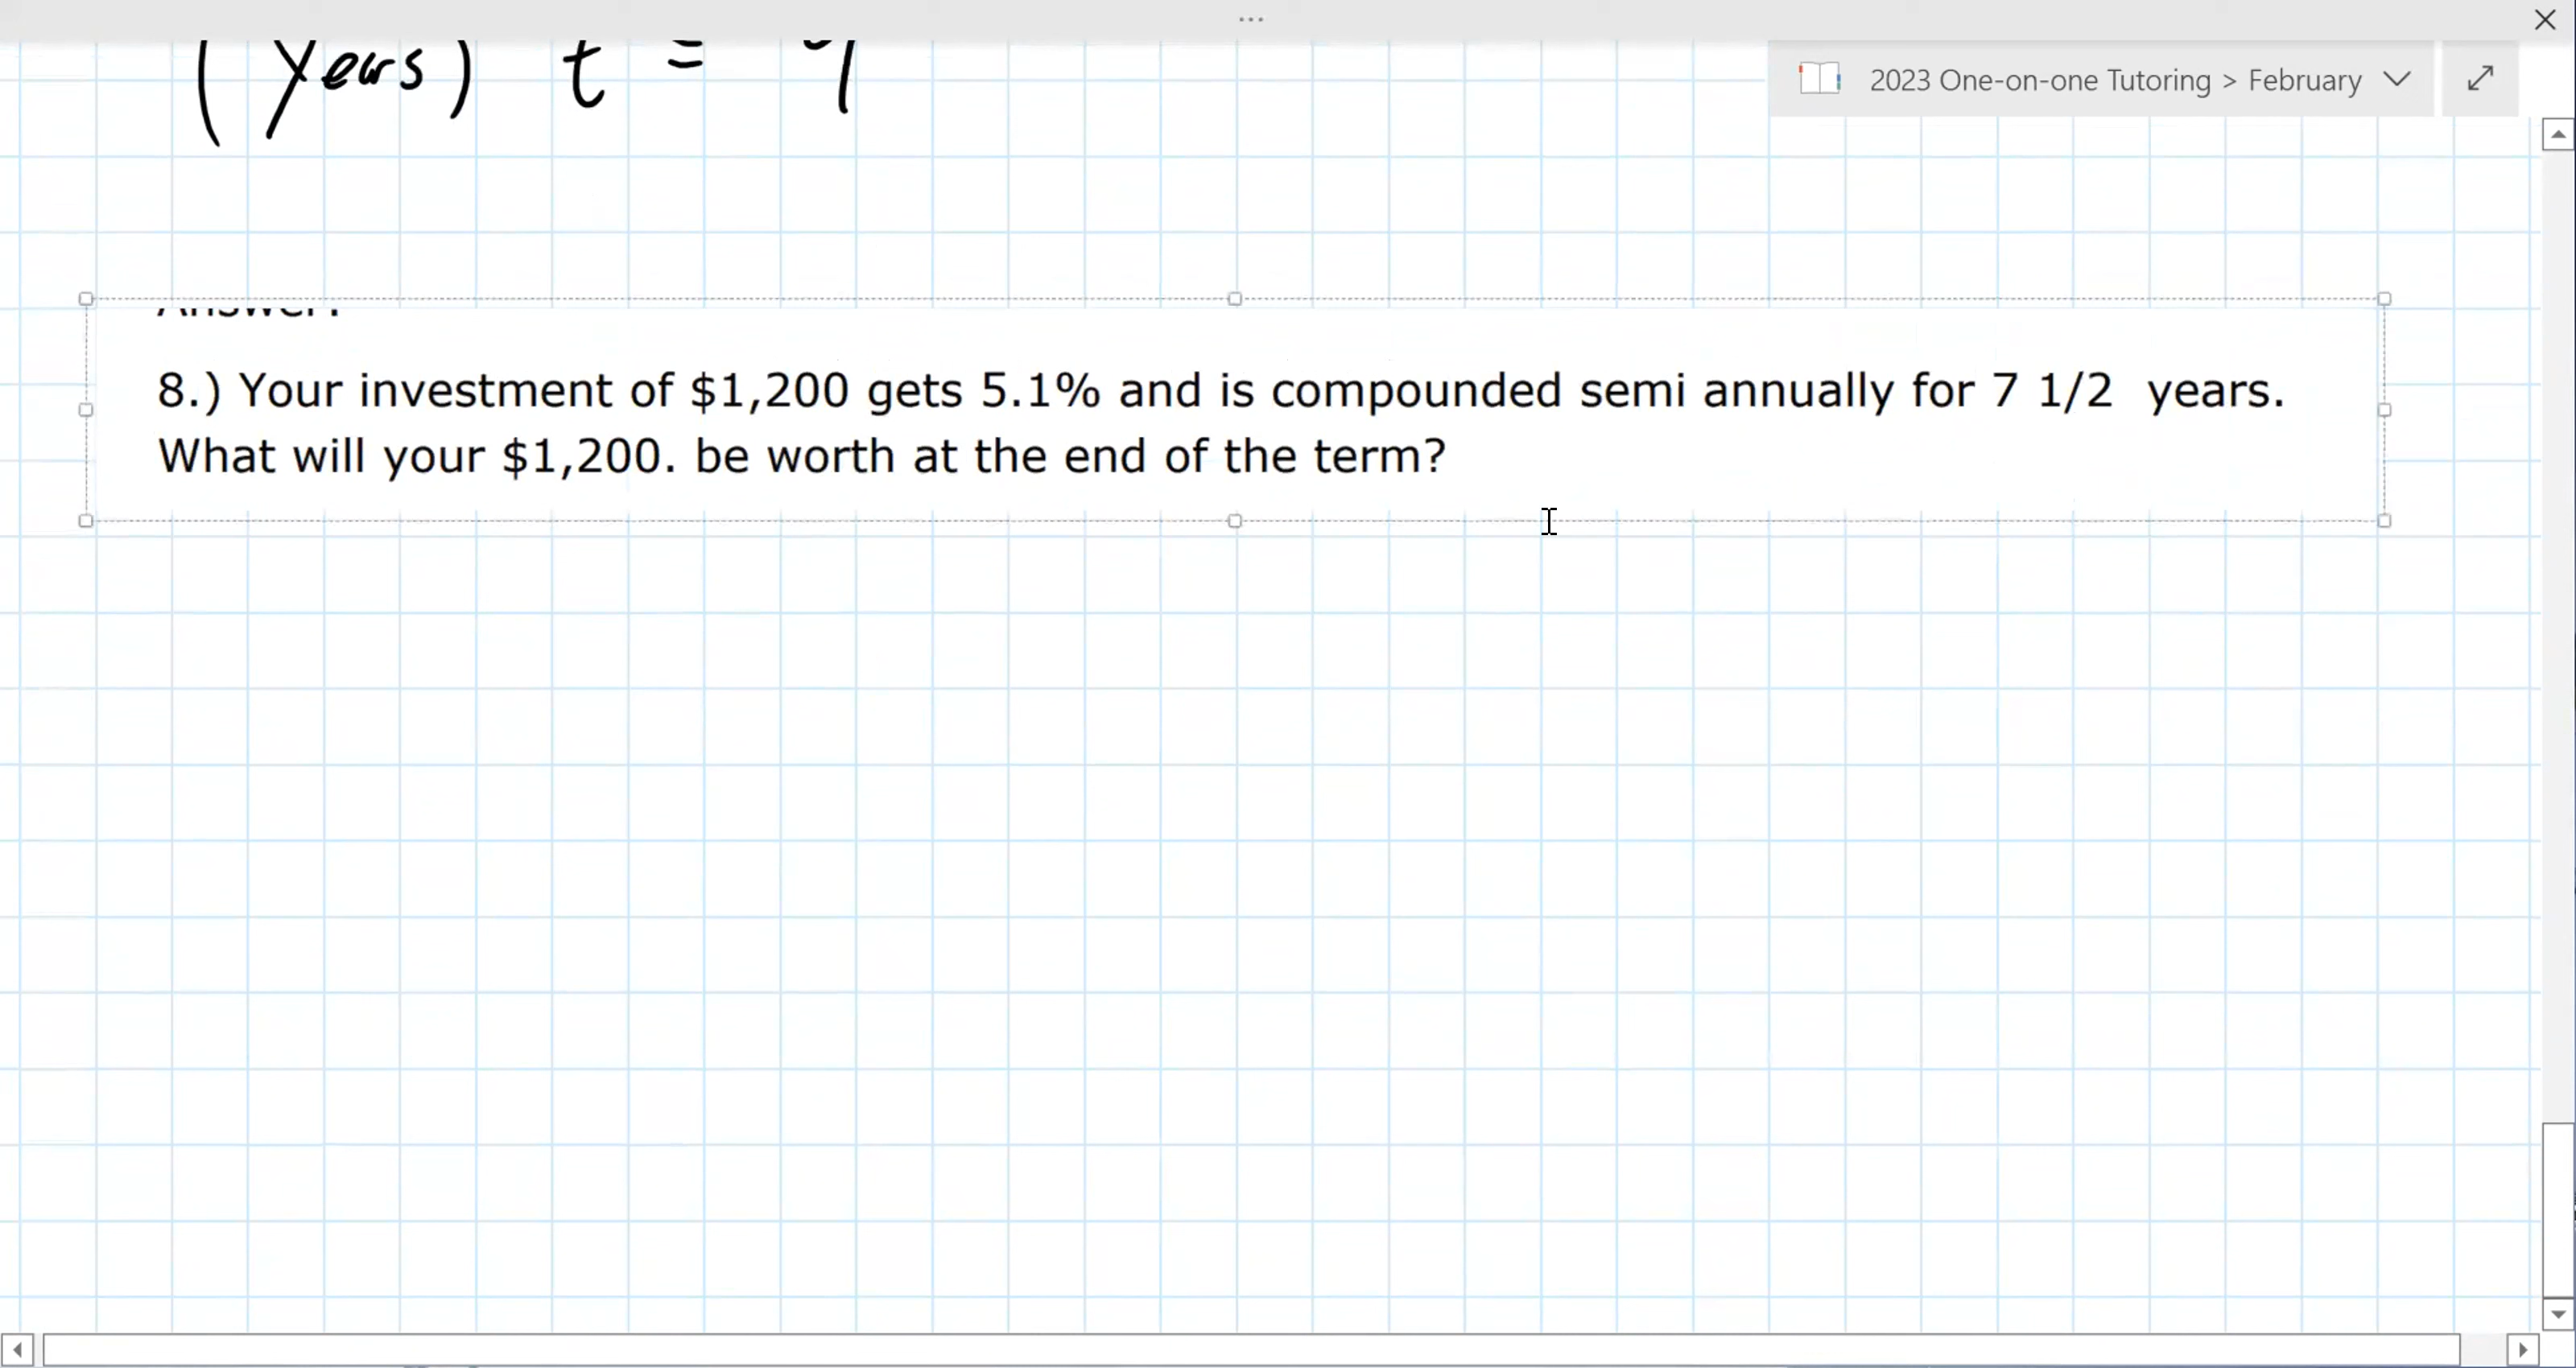 (Years) t = 9
2023 One-on-one Tutoring > February
Answer:
8.) Your investment of $1,200 gets 5.1% and is compounded semi annually for 7 1/2 years.
What will your $1,200. be worth at the end of the term?